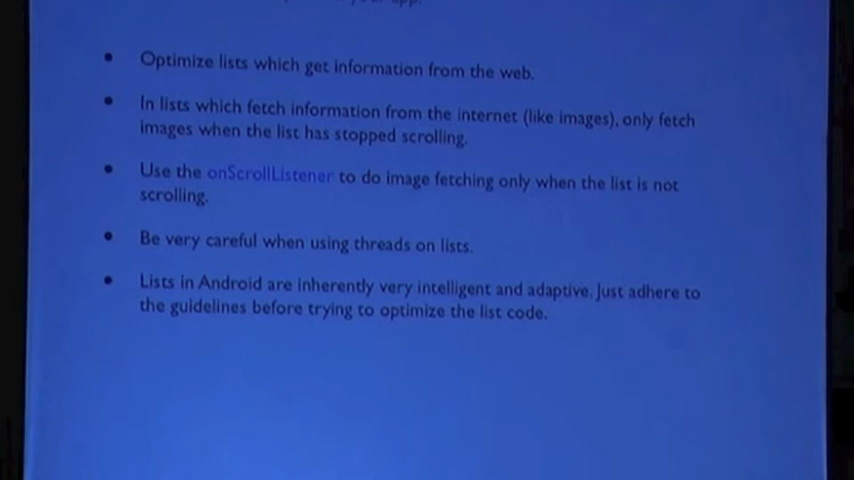 app.
Optimize lists which get information from the web.
In lists which fetch information from the internet (like images), only fetch
images when the list has stopped scrolling.
Use the onScrollListener to do image fetching only when the list is not
scrolling.
Be very careful when using threads on lists.
Lists in Android are inherently very intelligent and adaptive. Just adhere to
the guidelines before trying to optimize the list code.